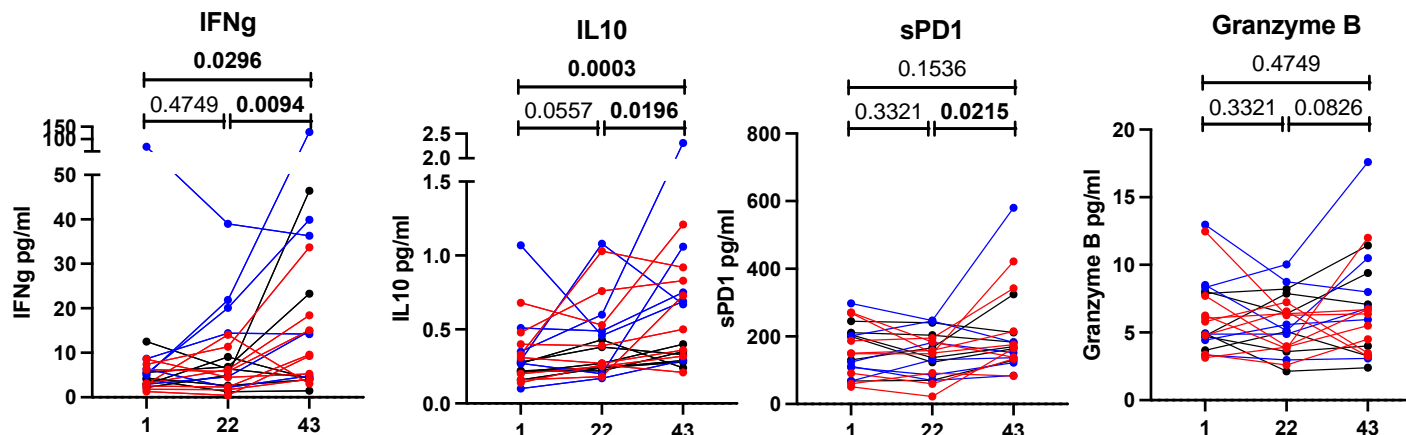 IFNg
0.0296
0.4749 0.0094
150
100
50
40
30
20
10
0
IFNg pg/ml
1 22 43
IL10
0.0003
0.0557 0.0196
2.5
2.0
1.5
1.0
0.5
0.0
IL10 pg/ml
1 22 43
sPD1
0.1536
0.3321 0.0215
800
600
400
200
0
sPD1 pg/ml
1 22 43
Granzyme B
0.4749
0.3321 0.0826
20
15
10
5
0
Granzyme B pg/ml
1 22 43